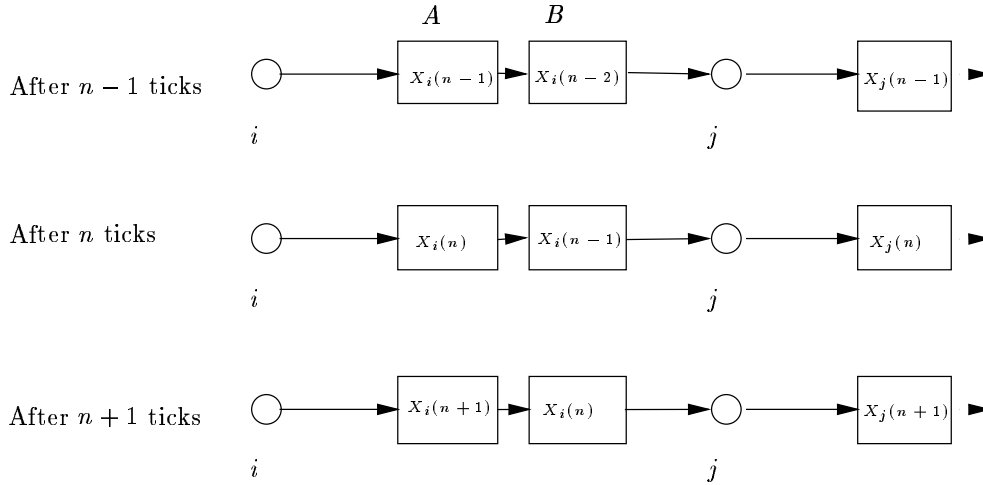 A B
After n − 1 ticks X_i(n − 1) X_i(n − 2) X_j(n − 1)
i j
After n ticks X_i(n) X_i(n − 1) X_j(n)
i j
After n + 1 ticks X_i(n + 1) X_i(n) X_j(n + 1)
i j